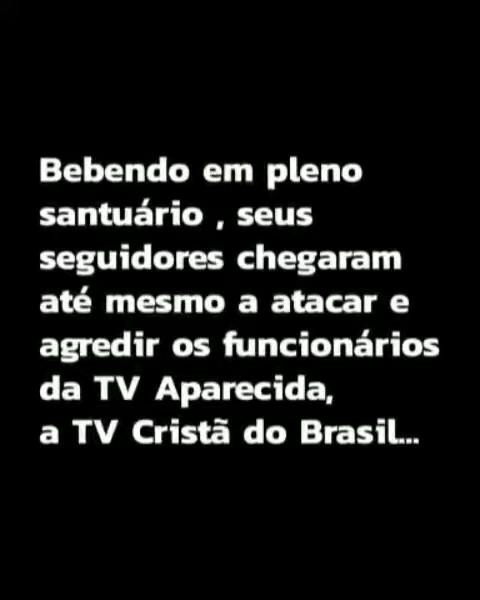 Bebendo em pleno
santuário , seus
seguidores chegaram
até mesmo a atacar e
agredir os funcionários
da TV Aparecida,
a TV Cristã do Brasil...